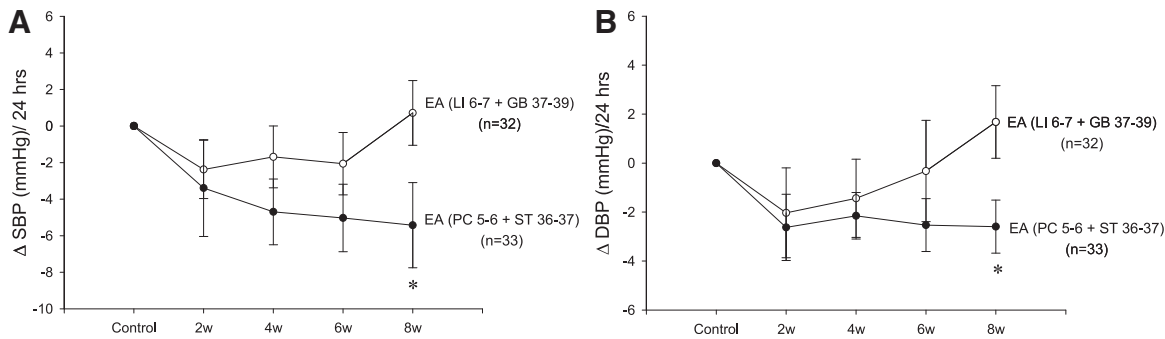 A
Δ SBP (mmHg)/ 24 hrs
6
4
2
0
-2
-4
-6
-8
-10
EA (LI 6-7 + GB 37-39)
(n=32)
EA (PC 5-6 + ST 36-37)
(n=33)
*
Control 2w 4w 6w 8w
B
Δ DBP (mmHg)/24 hrs
6
4
2
0
-2
-4
-6
EA (LI 6-7 + GB 37-39)
(n=32)
EA (PC 5-6 + ST 36-37)
(n=33)
*
Control 2w 4w 6w 8w